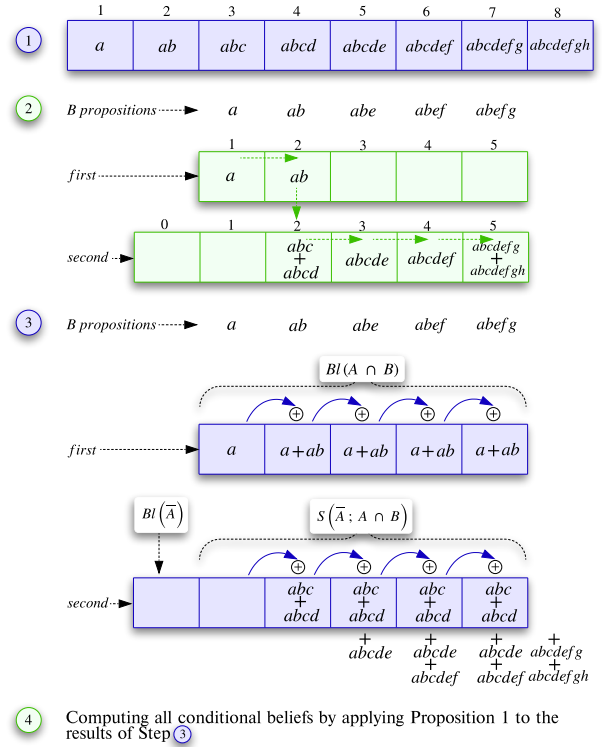 1 2 3 4 5 6 7 8
1 a ab abc abcd abcde abcdef abcdefg abcdefgh
2 B propositions a ab abe abef abefg
1 2 3 4 5
first a ab
0 1 2 3 4 5
second abc + abcd abcde abcdef abcdefg + abcdefgh
3 B propositions a ab abe abef abefg
Bl(A ∩ B)
⊕ ⊕ ⊕ ⊕
first a a+ab a+ab a+ab a+ab
Bl(A̅) S(A̅ ; A ∩ B)
⊕ ⊕ ⊕ ⊕
abc abc abc abc
+ + + +
second abcd abcd abcd abcd
+ + + +
abcde abcde abcde abcdefg
+ + +
abcdef abcdef abcdefgh
4 Computing all conditional beliefs by applying Proposition 1 to the
results of Step 3